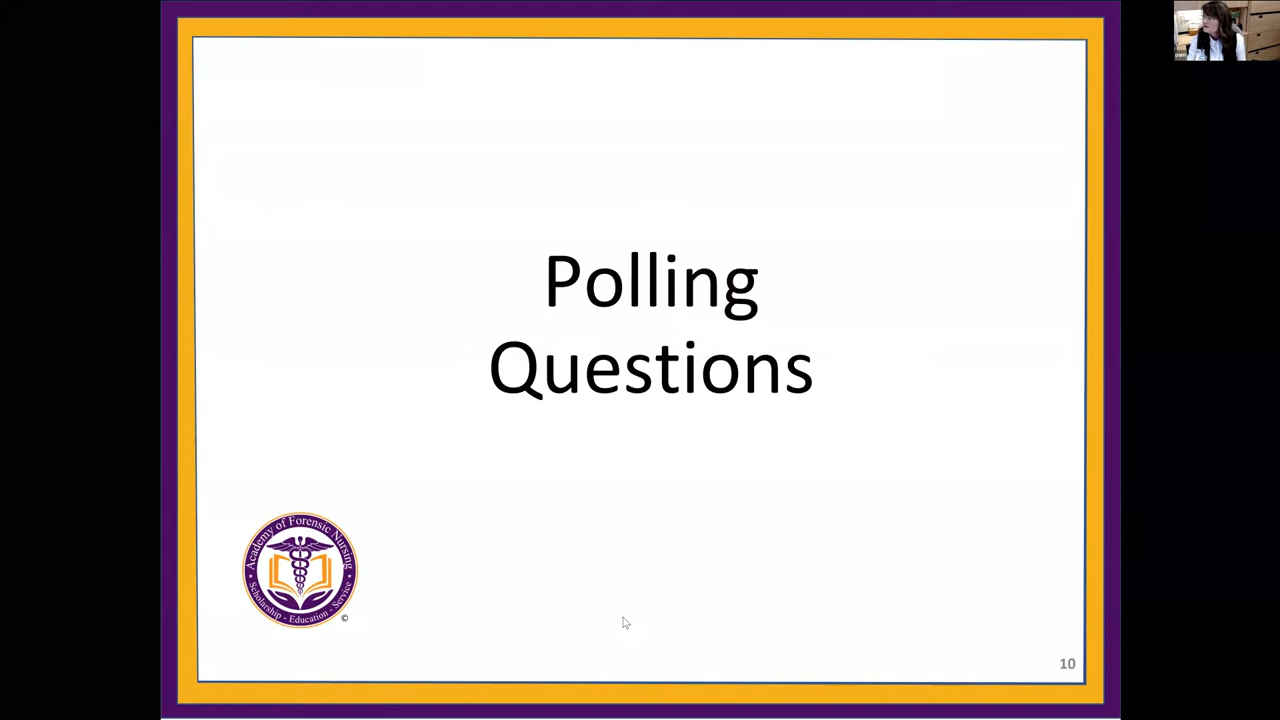 Polling
Questions
Academy of Forensic Nursing
Scholarship - Education - Service
©
10